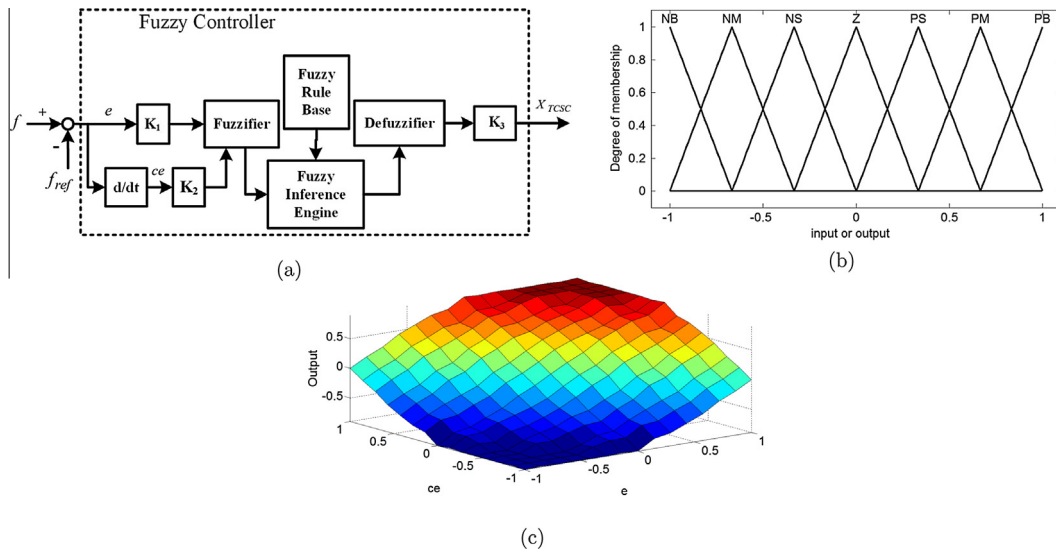 Fuzzy Controller
f
+
-
f_ref
e
K1
d/dt
ce
K2
Fuzzifier
Fuzzy
Rule
Base
Fuzzy
Inference
Engine
Defuzzifier
K3
X TCSC
(a)
NB NM NS Z PS PM PB
Degree of membership
1
0.8
0.6
0.4
0.2
0
-1 -0.5 0 0.5 1
input or output
(b)
Output
0.5
0
-0.5
1
0.5
0
-0.5
-1
ce
-1
-0.5
0
0.5
1
e
(c)